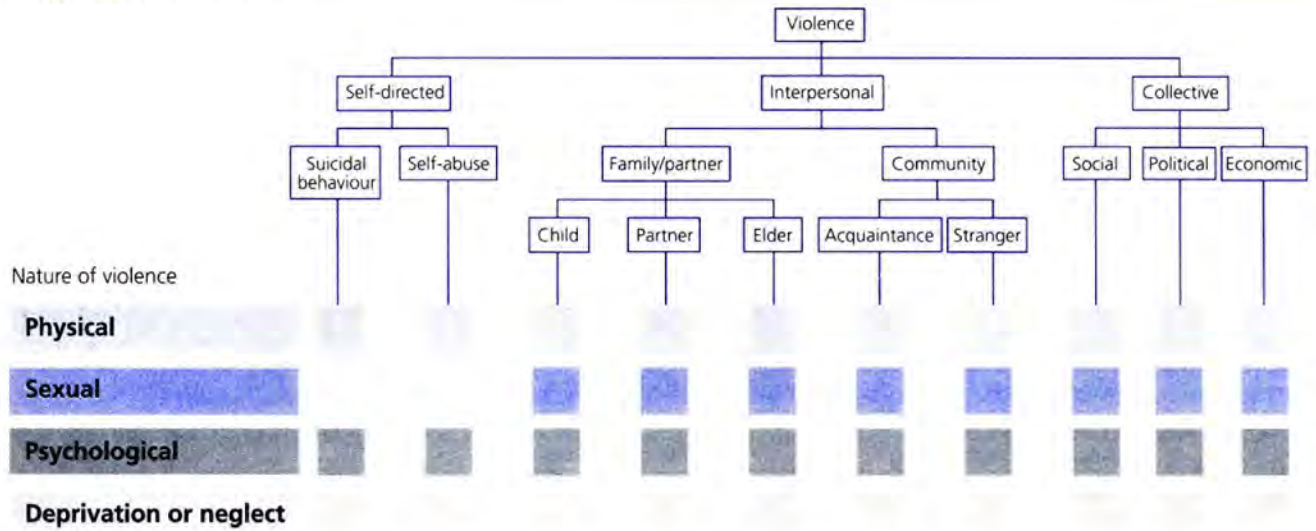 Violence
Self-directed
Interpersonal
Collective
Suicidal
behaviour
Self-abuse
Family/partner
Community
Social
Political
Economic
Child
Partner
Elder
Acquaintance
Stranger
Nature of violence
Physical
Sexual
Psychological
Deprivation or neglect